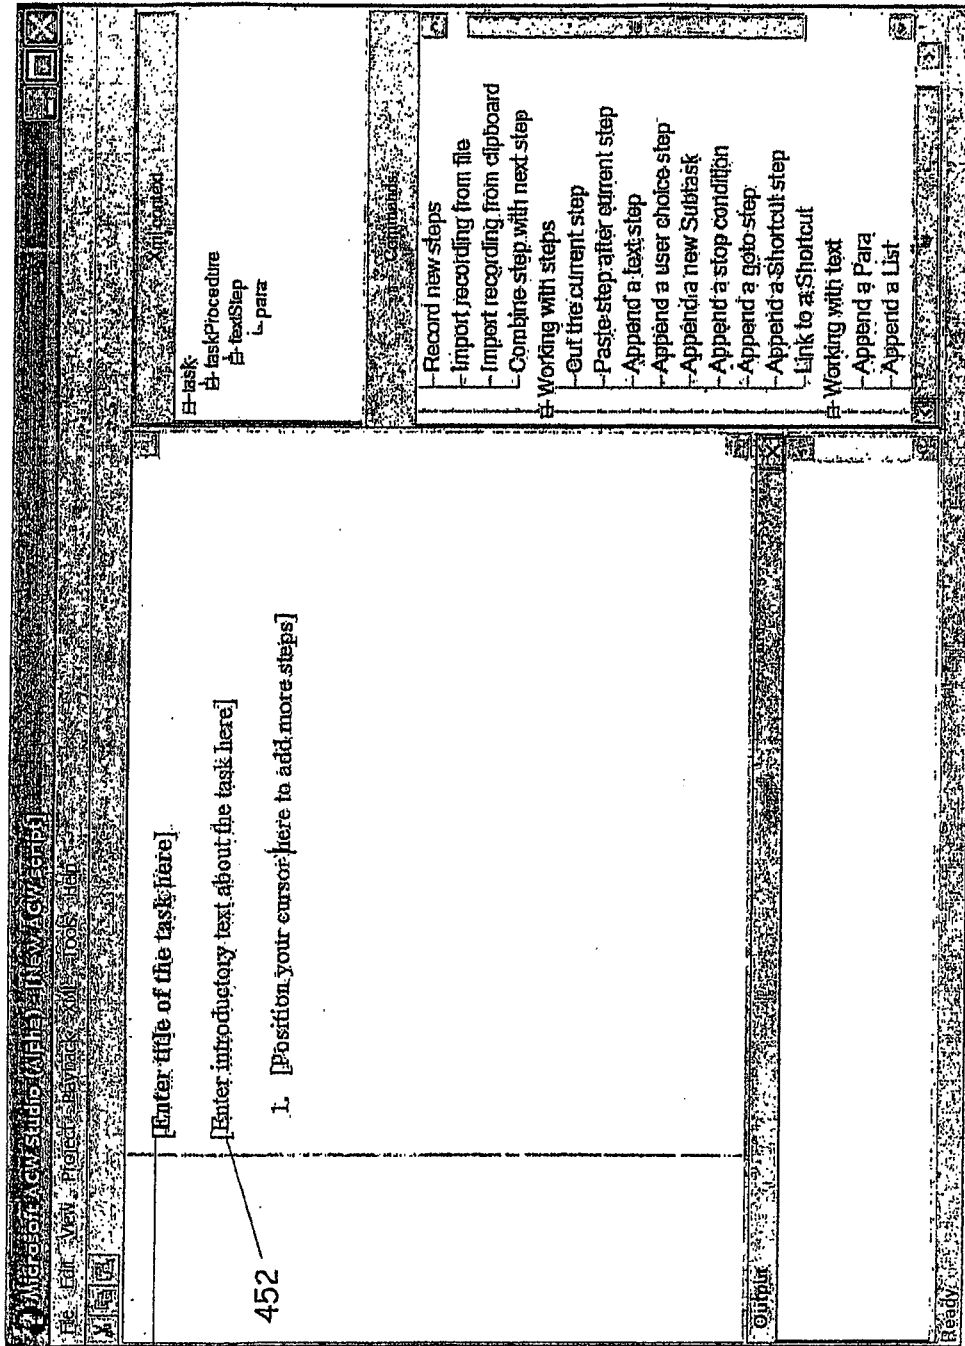 Microsoft ACW Studio (Alpha) - [New ACW script]
File Edit View Project Playback XML Tools Help
[Enter title of the task here]
[Enter introductory text about the task here]
452
1. [Position your cursor here to add more steps]
Xml context
task
taskProcedure
textStep
para
Commands
Record new steps
Import recording from file
Import recording from clipboard
Combine step with next step
Working with steps
Cut the current step
Paste step after current step
Append a text step
Append a user choice step
Append a new Subtask
Append a stop condition
Append a goto step
Append a Shortcut step
Link to a Shortcut
Working with text
Append a Para
Append a List
Output
Ready